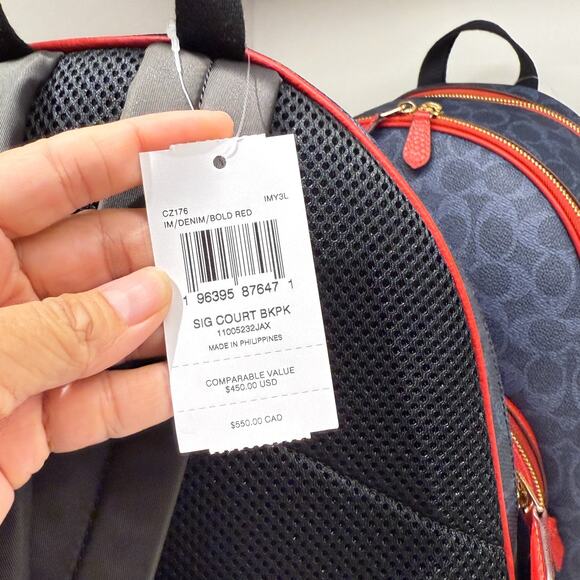 CZ176 IMY3L
IM/DENIM/BOLD RED
1 96395 87647 1
SIG COURT BKPK
11005232JAX
MADE IN PHILIPPINES
COMPARABLE VALUE
$450.00 USD
$550.00 CAD